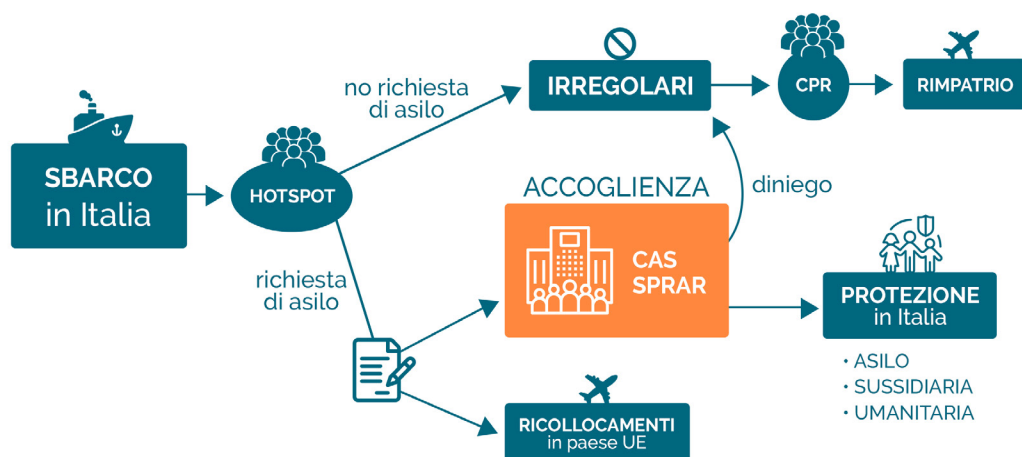 SBARCO
in Italia
HOTSPOT
no richiesta
di asilo
IRREGOLARI
CPR
RIMPATRIO
richiesta
di asilo
ACCOGLIENZA
CAS
SPRAR
diniego
PROTEZIONE
in Italia
• ASILO
• SUSSIDIARIA
• UMANITARIA
RICOLLOCAMENTI
in paese UE